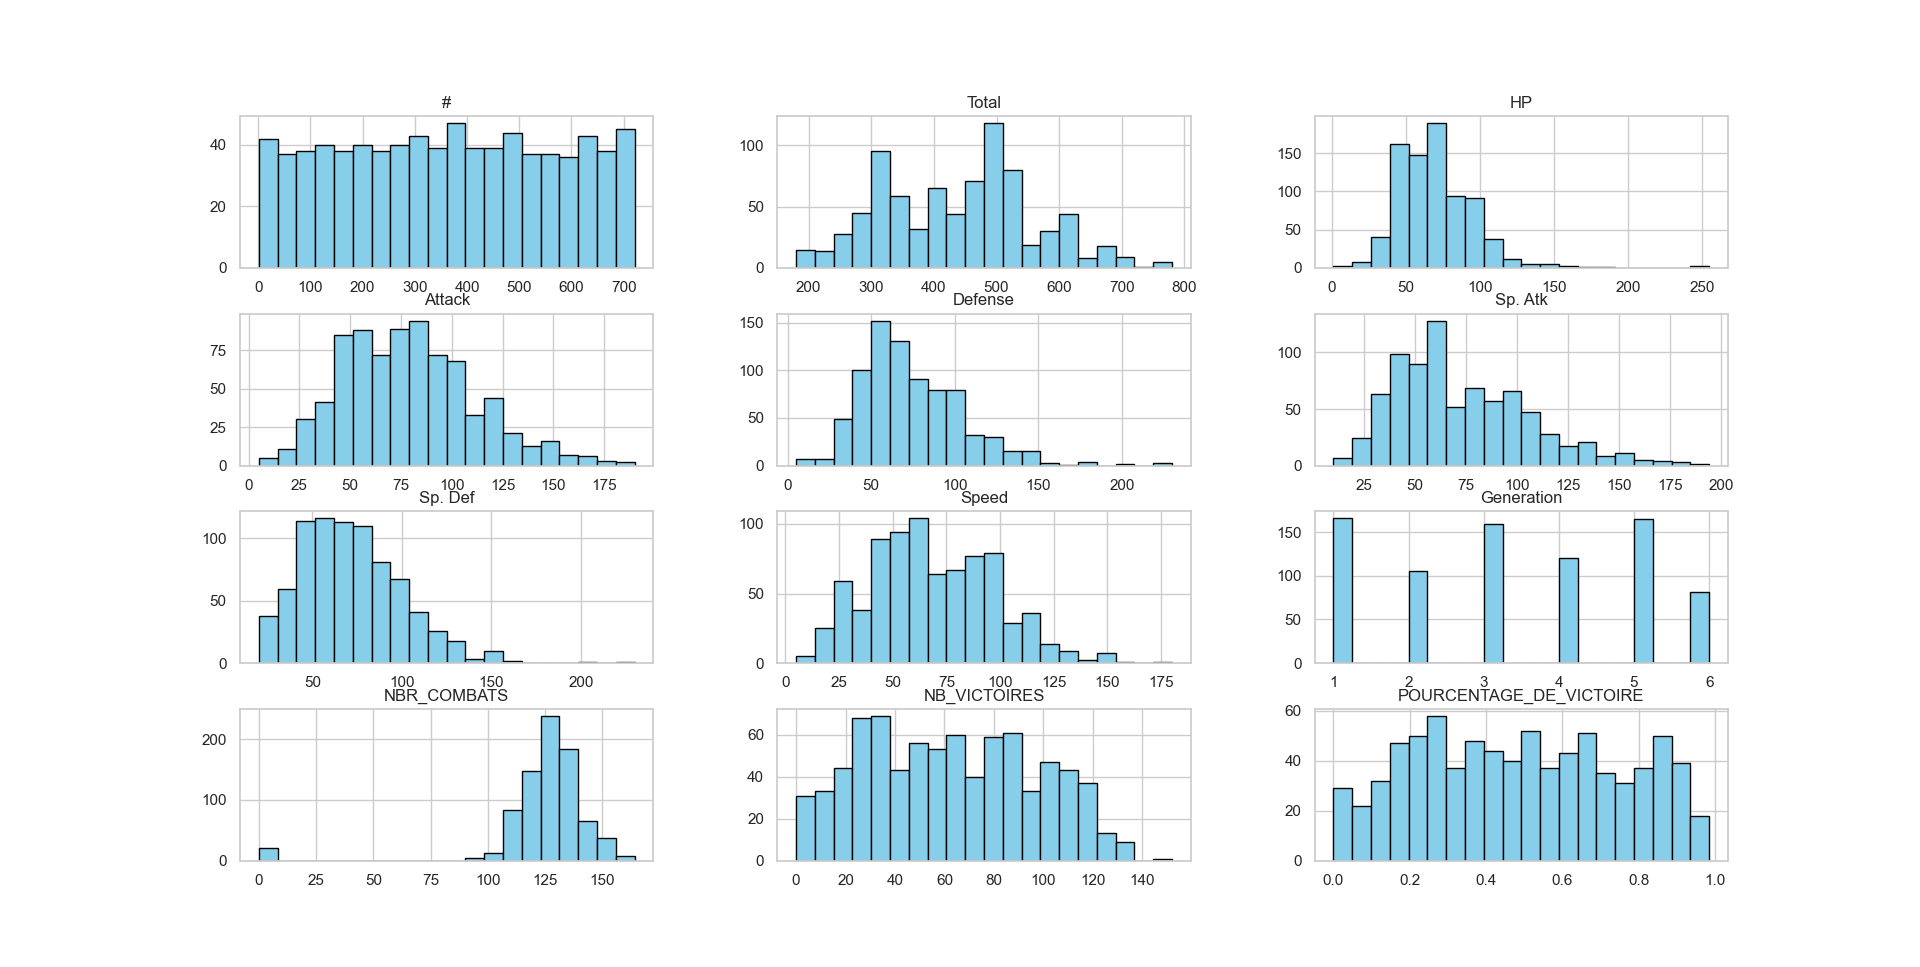 #
Total
HP
40
20
0
0 100 200 300 400 500 600 700
100
50
0
200 300 400 500 600 700 800
150
100
50
0
0 50 100 150 200 250
Attack
Defense
Sp. Atk
75
50
25
0
0 25 50 75 100 125 150 175
150
100
50
0
0 50 100 150 200
100
50
0
25 50 75 100 125 150 175 200
Sp. Def
Speed
Generation
100
50
0
50 100 150 200
100
50
0
0 25 50 75 100 125 150 175
150
100
50
0
1 2 3 4 5 6
NBR_COMBATS
NB_VICTOIRES
POURCENTAGE_DE_VICTOIRE
200
100
0
0 25 50 75 100 125 150
60
40
20
0
0 20 40 60 80 100 120 140
60
40
20
0
0.0 0.2 0.4 0.6 0.8 1.0